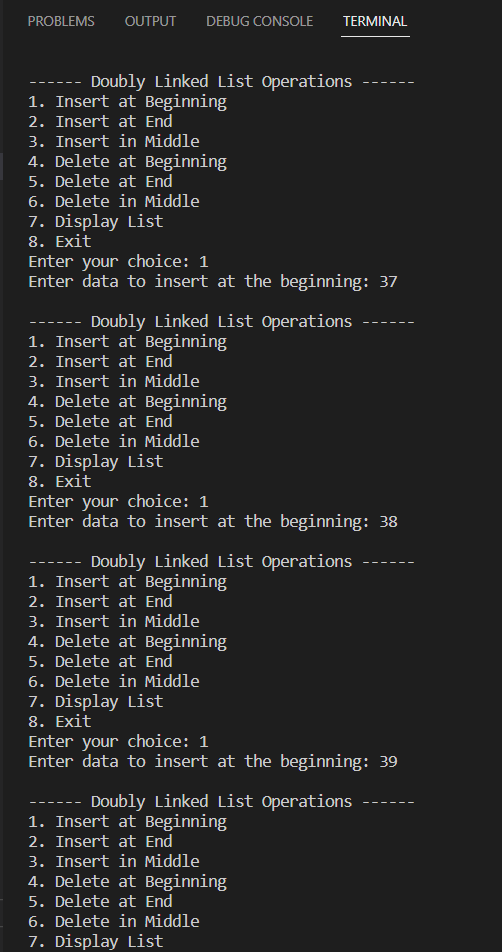 PROBLEMS OUTPUT DEBUG CONSOLE TERMINAL
------ Doubly Linked List Operations ------
1. Insert at Beginning
2. Insert at End
3. Insert in Middle
4. Delete at Beginning
5. Delete at End
6. Delete in Middle
7. Display List
8. Exit
Enter your choice: 1
Enter data to insert at the beginning: 37
------ Doubly Linked List Operations ------
1. Insert at Beginning
2. Insert at End
3. Insert in Middle
4. Delete at Beginning
5. Delete at End
6. Delete in Middle
7. Display List
8. Exit
Enter your choice: 1
Enter data to insert at the beginning: 38
------ Doubly Linked List Operations ------
1. Insert at Beginning
2. Insert at End
3. Insert in Middle
4. Delete at Beginning
5. Delete at End
6. Delete in Middle
7. Display List
8. Exit
Enter your choice: 1
Enter data to insert at the beginning: 39
------ Doubly Linked List Operations ------
1. Insert at Beginning
2. Insert at End
3. Insert in Middle
4. Delete at Beginning
5. Delete at End
6. Delete in Middle
7. Display List